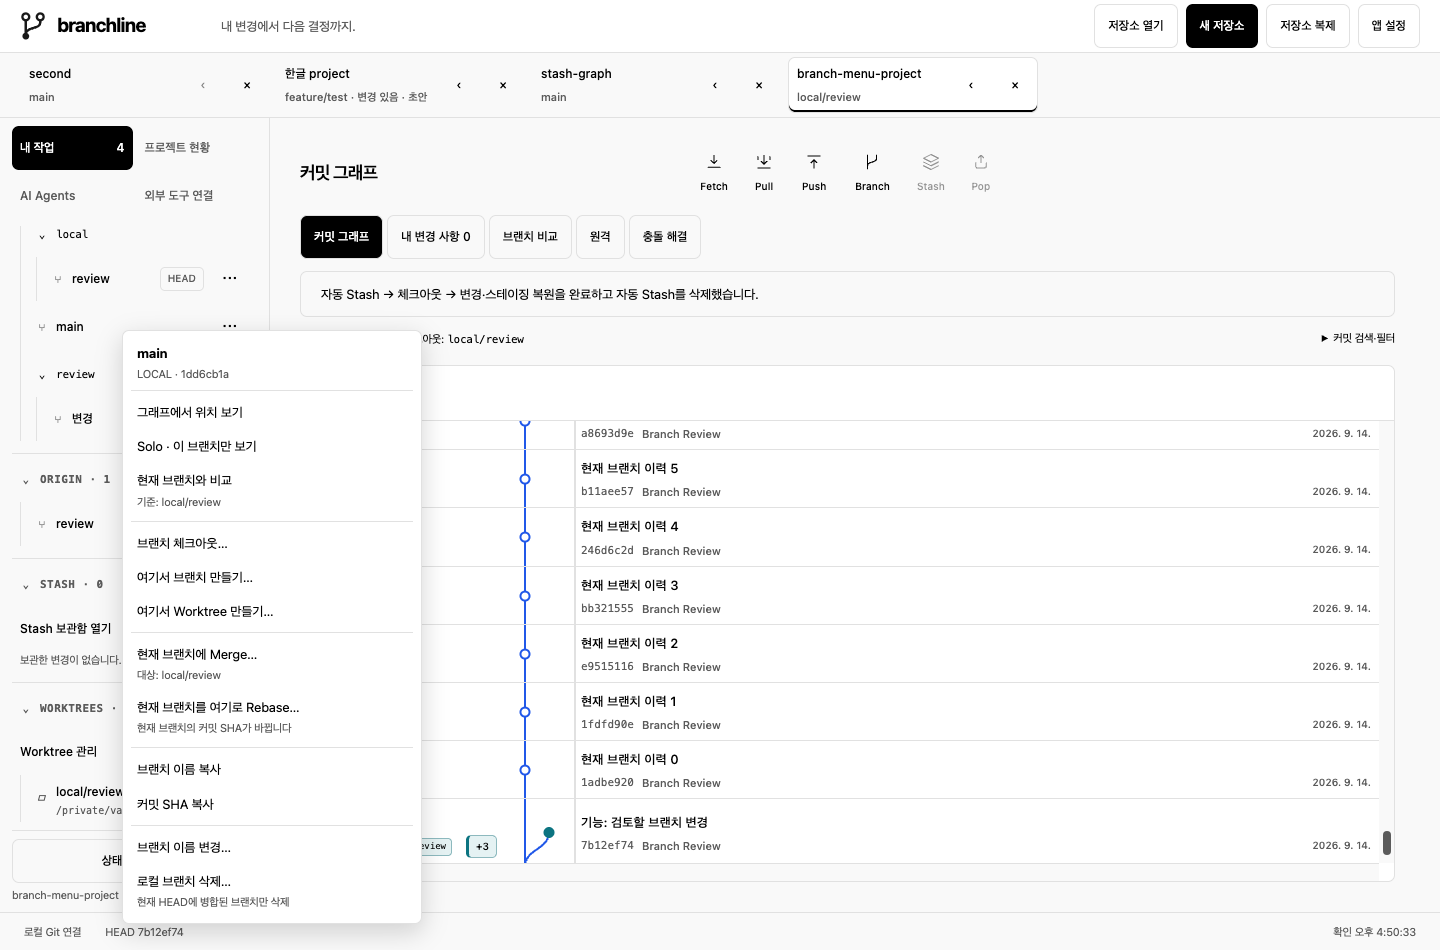 branchline
내 변경에서 다음 결정까지.
저장소 열기
새 저장소
저장소 복제
앱 설정
second
main
한글 project
feature/test · 변경 있음 · 초안
stash-graph
main
branch-menu-project
local/review
내 작업 4
프로젝트 현황
AI Agents
외부 도구 연결
local
review HEAD
main
review
변경
ORIGIN · 1
review
STASH · 0
Stash 보관함 열기
보관한 변경이 없습니다.
WORKTREES ·
Worktree 관리
local/review
/private/va
상태
branch-menu-project
main
LOCAL · 1dd6cb1a
그래프에서 위치 보기
Solo · 이 브랜치만 보기
현재 브랜치와 비교
기준: local/review
브랜치 체크아웃...
여기서 브랜치 만들기...
여기서 Worktree 만들기...
현재 브랜치에 Merge...
대상: local/review
현재 브랜치를 여기로 Rebase...
현재 브랜치의 커밋 SHA가 바뀝니다
브랜치 이름 복사
커밋 SHA 복사
브랜치 이름 변경...
로컬 브랜치 삭제...
현재 HEAD에 병합된 브랜치만 삭제
커밋 그래프
Fetch
Pull
Push
Branch
Stash
Pop
커밋 그래프
내 변경 사항 0
브랜치 비교
원격
충돌 해결
자동 Stash → 체크아웃 → 변경·스테이징 복원을 완료하고 자동 Stash를 삭제했습니다.
아웃: local/review
▶ 커밋 검색·필터
a8693d9e Branch Review 2026. 9. 14.
현재 브랜치 이력 5
b11aee57 Branch Review 2026. 9. 14.
현재 브랜치 이력 4
246d6c2d Branch Review 2026. 9. 14.
현재 브랜치 이력 3
bb321555 Branch Review 2026. 9. 14.
현재 브랜치 이력 2
e9515116 Branch Review 2026. 9. 14.
현재 브랜치 이력 1
1fdfd90e Branch Review 2026. 9. 14.
현재 브랜치 이력 0
1adbe920 Branch Review 2026. 9. 14.
기능: 검토할 브랜치 변경
eview +3
7b12ef74 Branch Review 2026. 9. 14.
로컬 Git 연결
HEAD 7b12ef74
확인 오후 4:50:33